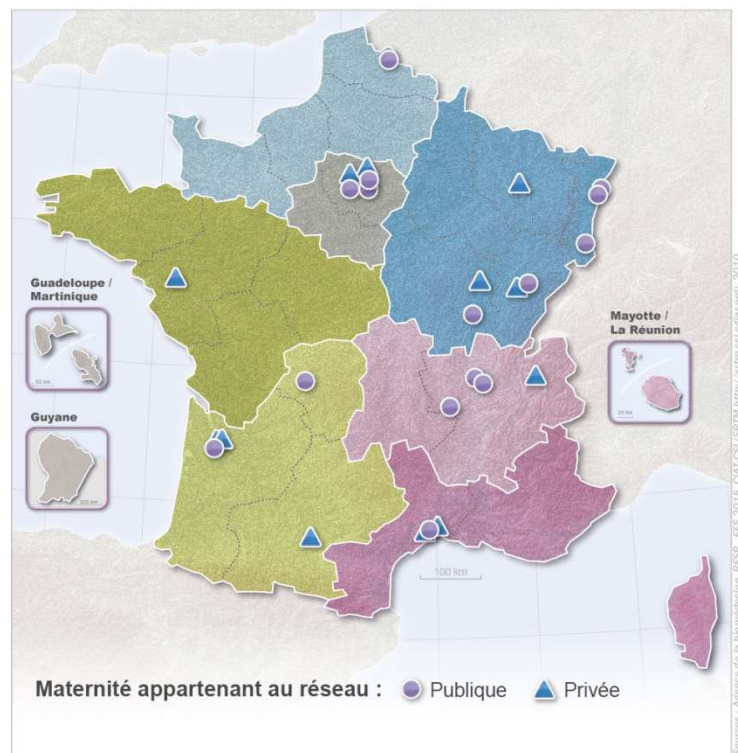 Guadeloupe /
Martinique
Guyane
Mayotte /
La Réunion
100 km
Maternité appartenant au réseau : Publique Privée